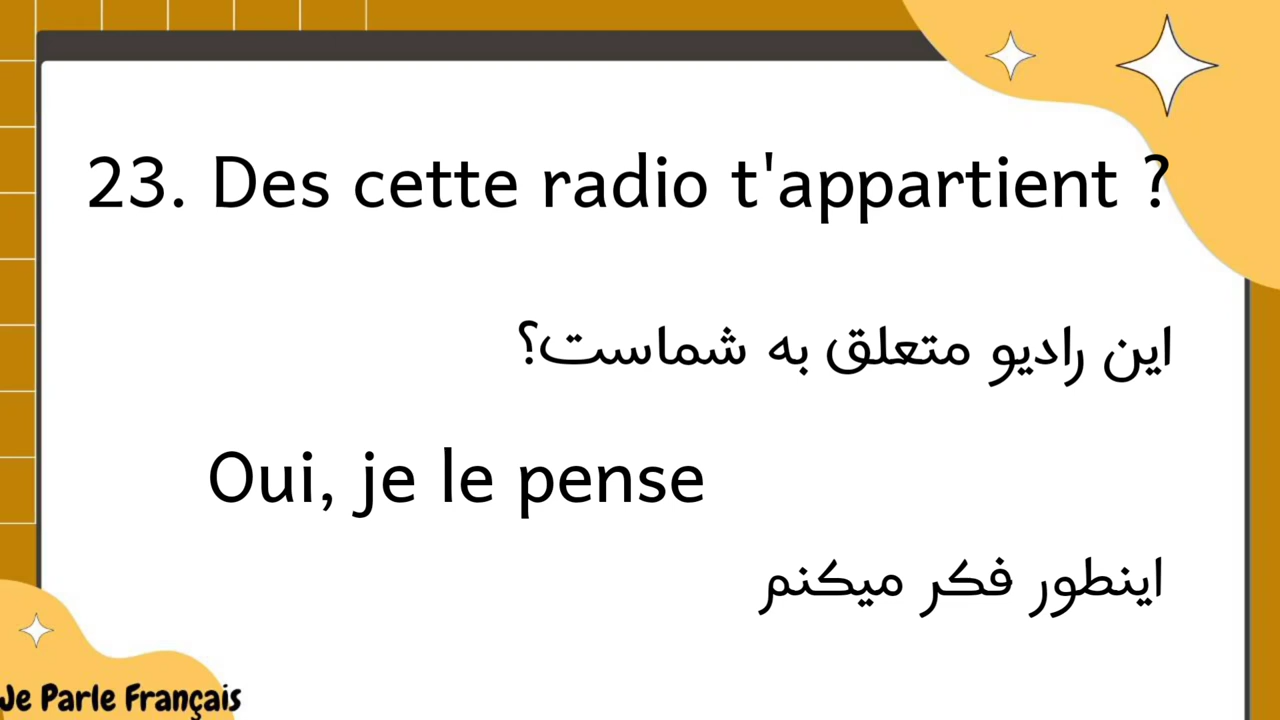 23. Des cette radio t'appartient ?
این رادیو متعلق به شماست؟
Oui, je le pense
اینطور فکر میکنم
Je Parle Français